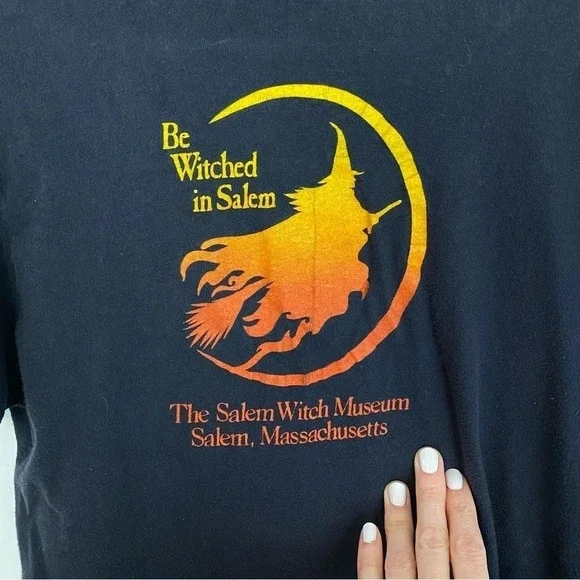 Be
Witched
in Salem
The Salem Witch Museum
Salem, Massachusetts